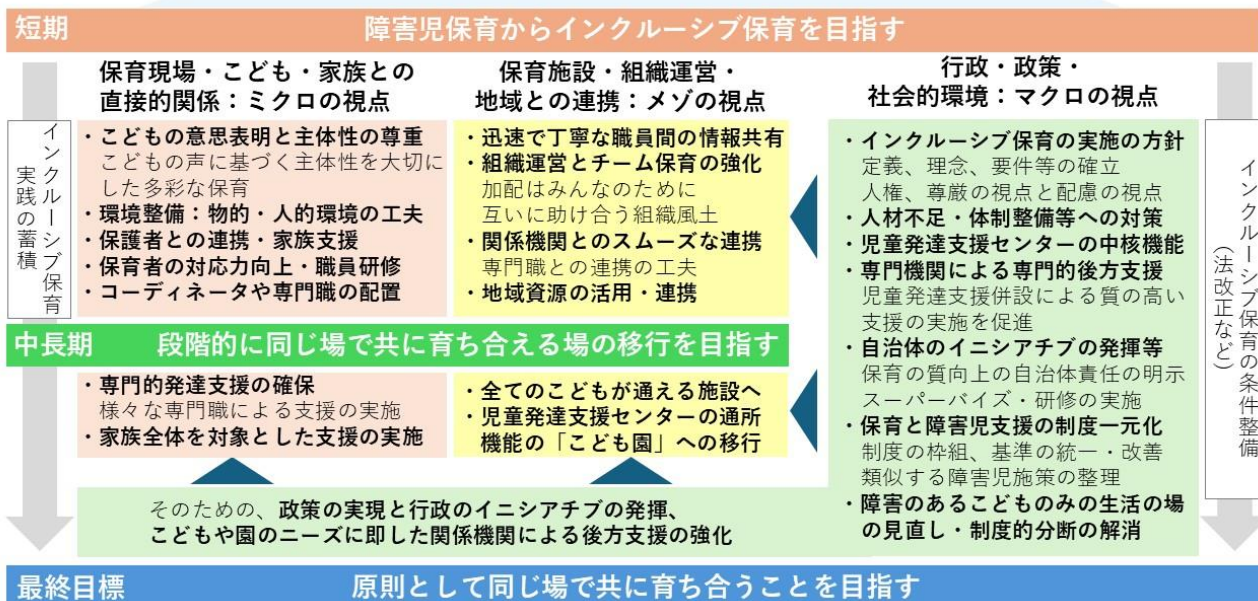 短期 障害児保育からインクルーシブ保育を目指す
インクルーシブ保育
実践の蓄積
保育現場・こども・家族との
直接的関係：ミクロの視点
・こどもの意思表明と主体性の尊重
こどもの声に基づく主体性を大切に
した多彩な保育
・環境整備：物的・人的環境の工夫
・保護者との連携・家族支援
・保育者の対応力向上・職員研修
・コーディネータや専門職の配置
保育施設・組織運営・
地域との連携：メゾの視点
・迅速で丁寧な職員間の情報共有
・組織運営とチーム保育の強化
加配はみんなのために
互いに助け合う組織風土
・関係機関とのスムーズな連携
専門職との連携の工夫
・地域資源の活用・連携
行政・政策・
社会的環境：マクロの視点
・インクルーシブ保育の実施の方針
定義、理念、要件等の確立
人権、尊厳の視点と配慮の視点
・人材不足・体制整備等への対策
・児童発達支援センターの中核機能
・専門機関による専門的後方支援
児童発達支援併設による質の高い
支援の実施を促進
・自治体のイニシアチブの発揮等
保育の質向上の自治体責任の明示
スーパーバイズ・研修の実施
・保育と障害児支援の制度一元化
制度の枠組、基準の統一・改善
類似する障害児施策の整理
・障害のあるこどものみの生活の場
の見直し・制度的分断の解消
インクルーシブ保育の条件整備
（法改正など）
中長期 段階的に同じ場で共に育ち合える場の移行を目指す
・専門的発達支援の確保
様々な専門職による支援の実施
・家族全体を対象とした支援の実施
・全てのこどもが通える施設へ
・児童発達支援センターの通所
機能の「こども園」への移行
そのための、政策の実現と行政のイニシアチブの発揮、
こどもや園のニーズに即した関係機関による後方支援の強化
最終目標 原則として同じ場で共に育ち合うことを目指す